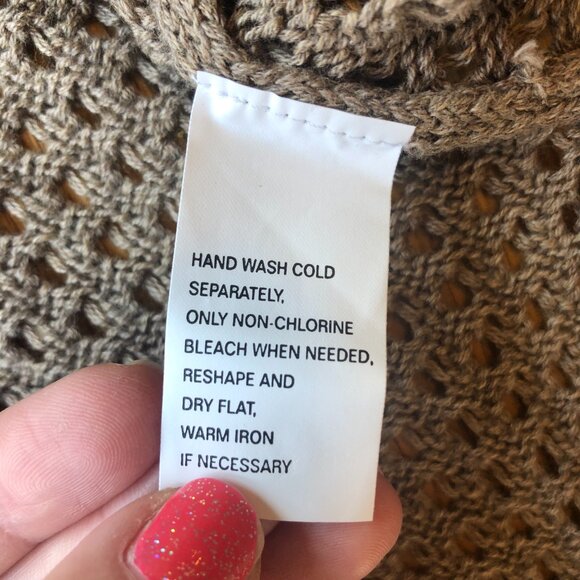 HAND WASH COLD
SEPARATELY,
ONLY NON-CHLORINE
BLEACH WHEN NEEDED,
RESHAPE AND
DRY FLAT,
WARM IRON
IF NECESSARY